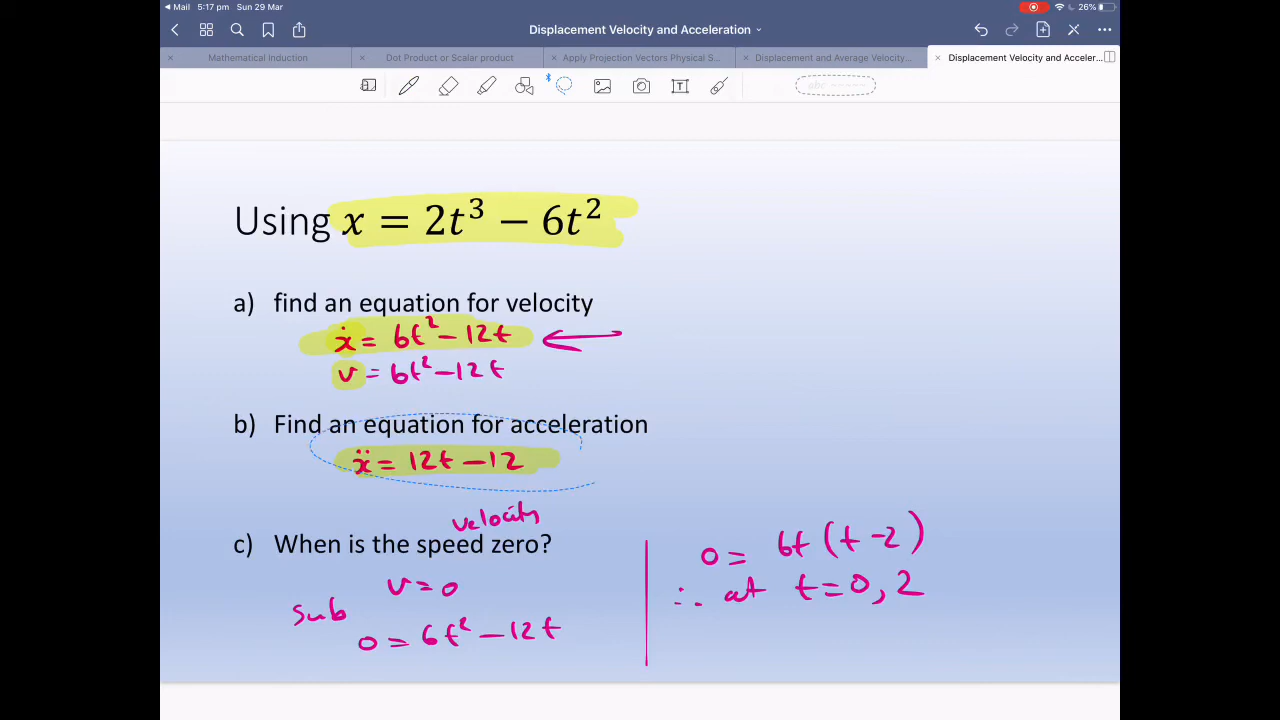 Mail 5:17 pm Sun 29 Mar 26%
Displacement Velocity and Acceleration
Mathematical Induction
Dot Product or Scalar product
Apply Projection Vectors Physical S...
Displacement and Average Velocity...
Displacement Velocity and Acceler...
abc
Using x = 2t³ − 6t²
a) find an equation for velocity
ẋ = 6t² − 12t
v = 6t² − 12t
b) Find an equation for acceleration
ẍ = 12t − 12
velocity
c) When is the speed zero?
v = 0
Sub
0 = 6t² − 12t
0 = 6t (t − 2)
∴ at t = 0, 2